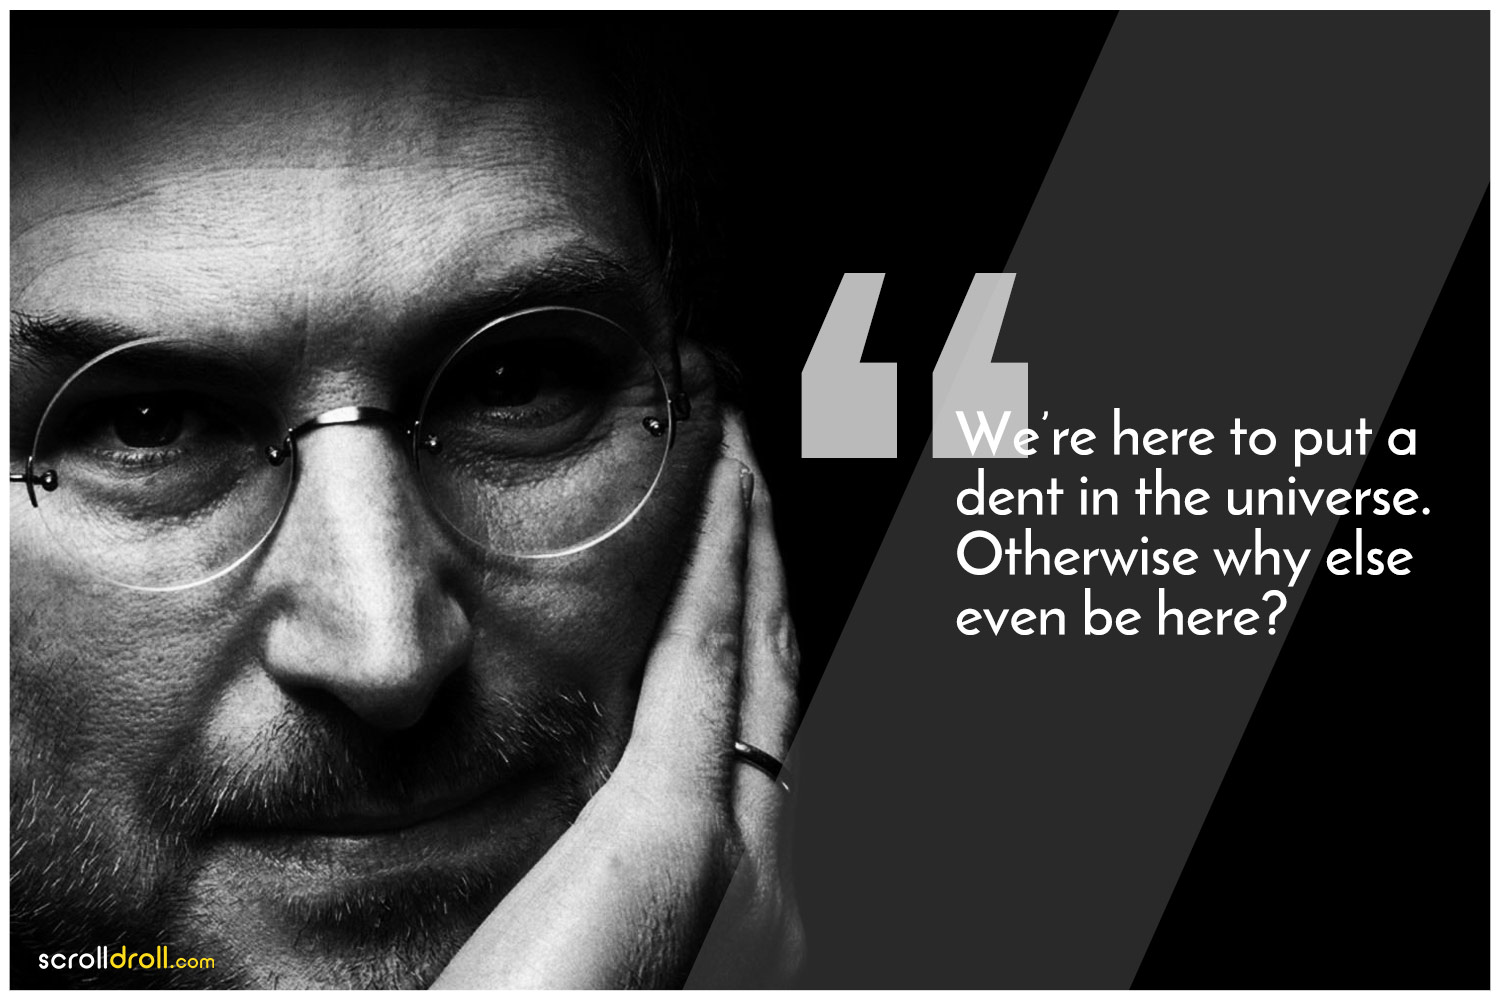 We're here to put a
dent in the universe.
Otherwise why else
even be here?
scrolldroll.com